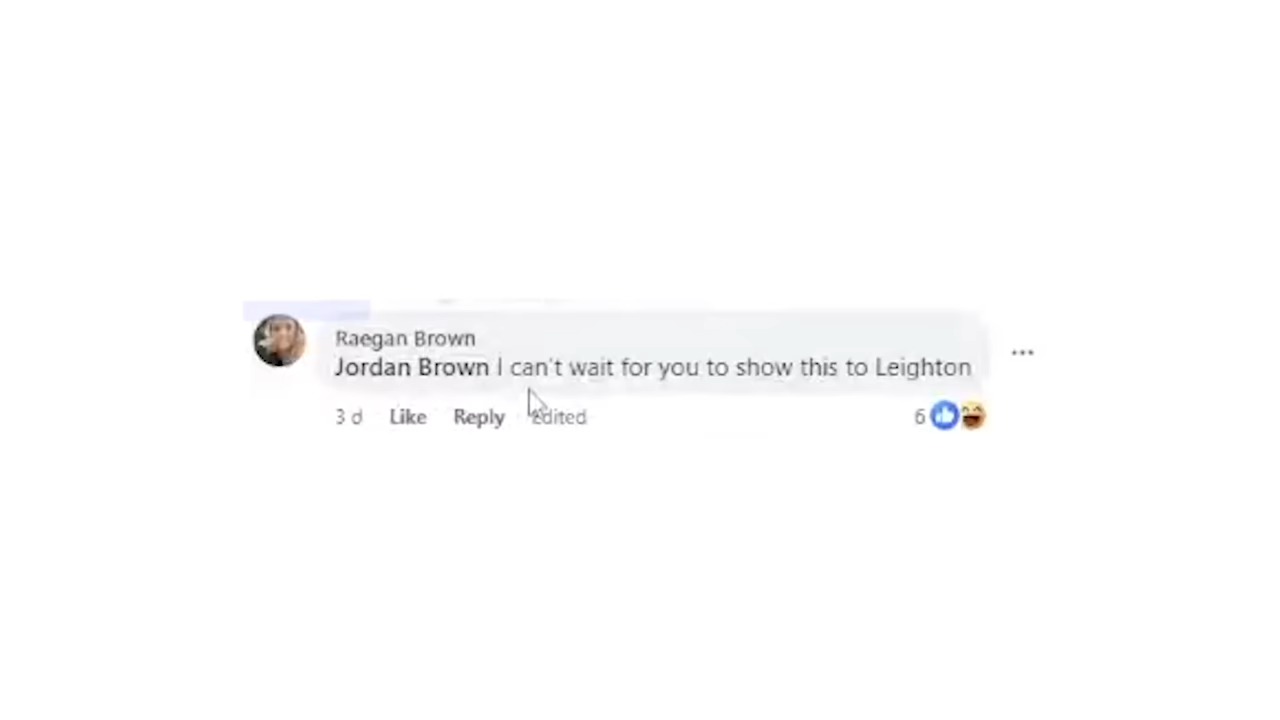 Raegan Brown
Jordan Brown I can't wait for you to show this to Leighton
3 d Like Reply Edited 6